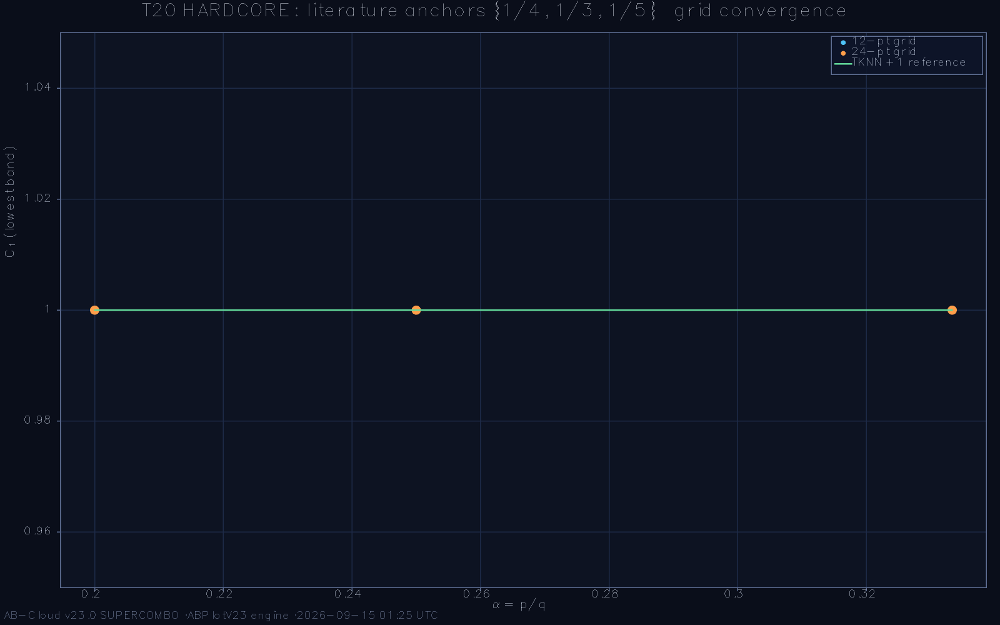 T20 HARDCORE: literature anchors {1/4, 1/3, 1/5} grid convergence
12-pt grid
24-pt grid
TKNN +1 reference
1.04
1.02
1
0.98
0.96
C₁ (lowest band)
0.2 0.22 0.24 0.26 0.28 0.3 0.32
α = p/q
AB-Cloud v23.0 SUPERCOMBO · ABPlotV23 engine · 2026-09-15 01:25 UTC